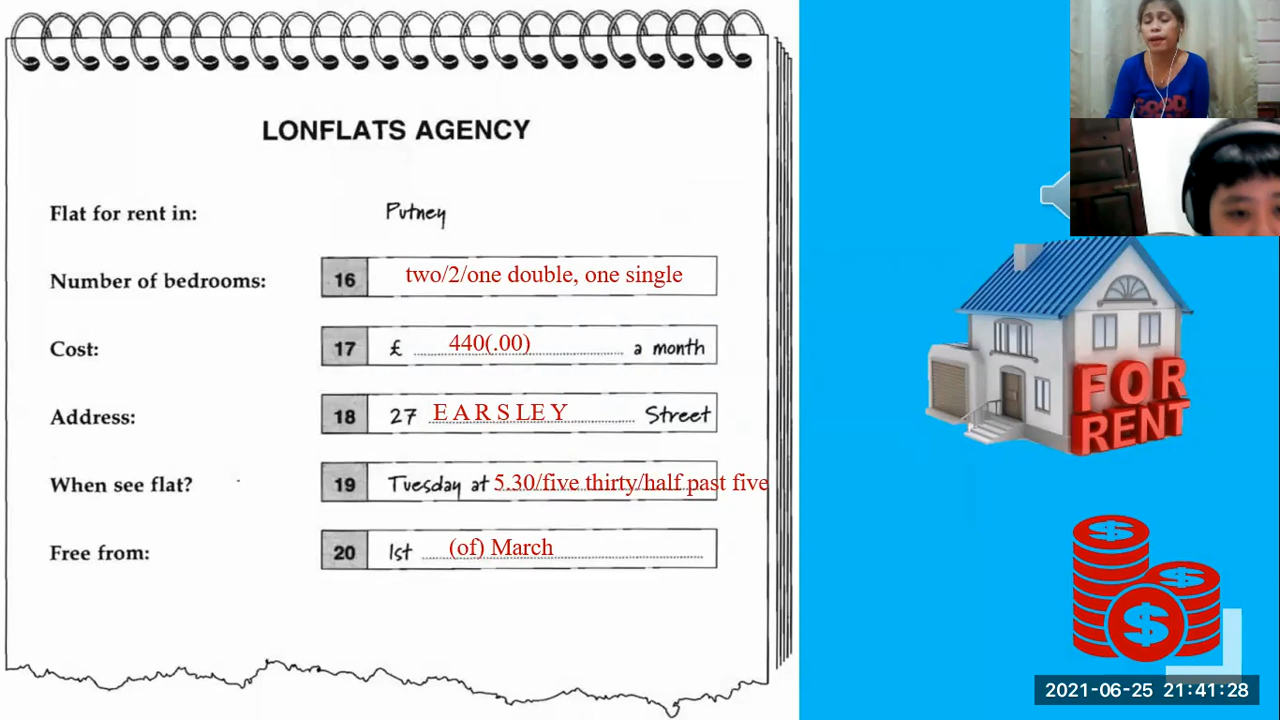 LONFLATS AGENCY
Flat for rent in: Putney
Number of bedrooms: 16 two/2/one double, one single
Cost: 17 £ 440(.00) a month
Address: 18 27 E A R S L E Y Street
When see flat? 19 Tuesday at 5.30/five thirty/half past five
Free from: 20 1st (of) March
GOOD
FOR
RENT
2021-06-25 21:41:28